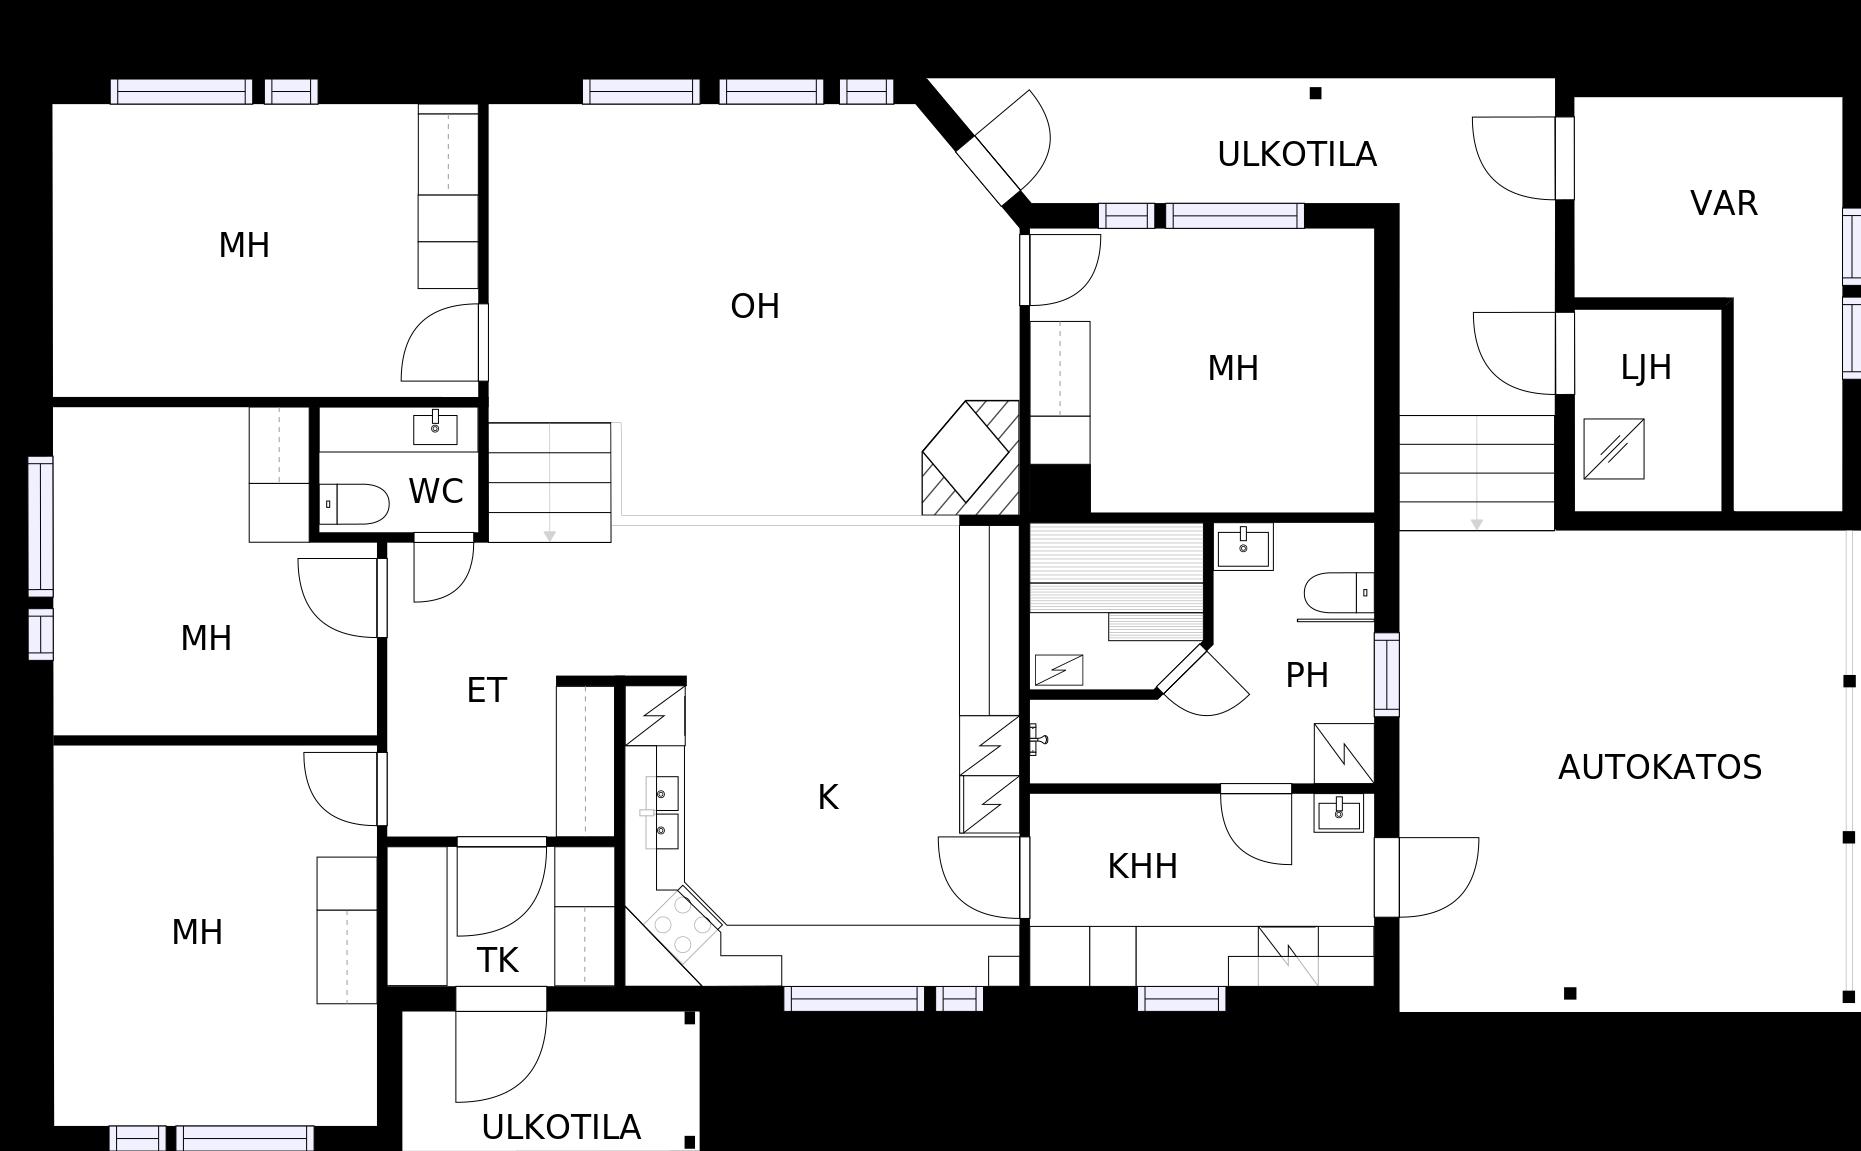 ULKOTILA
VAR
MH
OH
MH
LJH
WC
MH
ET
PH
K
AUTOKATOS
KHH
MH
TK
ULKOTILA